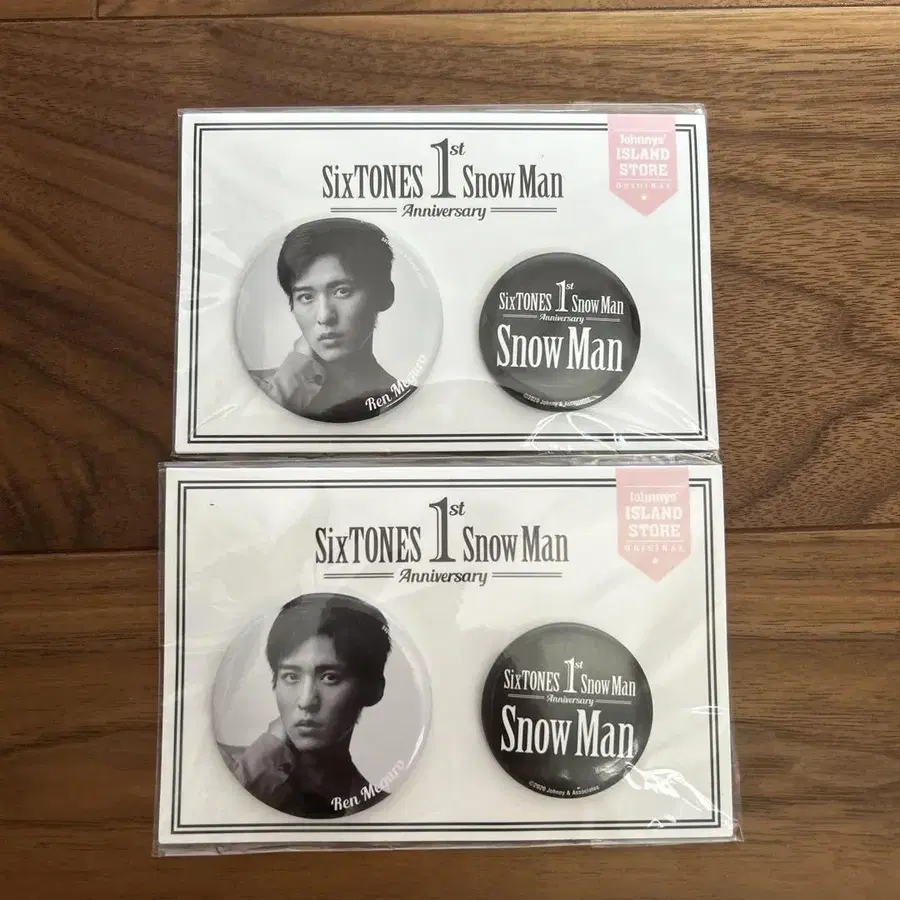 SixTONES 1st Snow Man
Anniversary
Johnnys'
ISLAND
STORE
ORIGINAL
Ren Meguro
SixTONES 1st Snow Man
Anniversary
Snow Man
©2020 Johnny & Associates
SixTONES 1st Snow Man
Anniversary
Johnnys'
ISLAND
STORE
ORIGINAL
Ren Meguro
SixTONES 1st Snow Man
Anniversary
Snow Man
©2020 Johnny & Associates